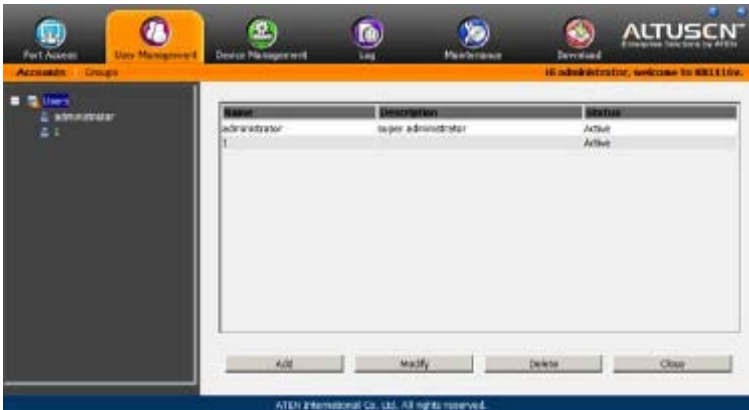 Port Access User Management Device Management Log Maintenance Download ALTUSCN™
Enterprise Solutions by ATEN
Accounts Groups Hi administrator, welcome to
Users
administrator
1
Name Description Status
administrator super administrator Active
1 Active
Add Modify Delete Close
ATEN International Co. Ltd. All rights reserved.